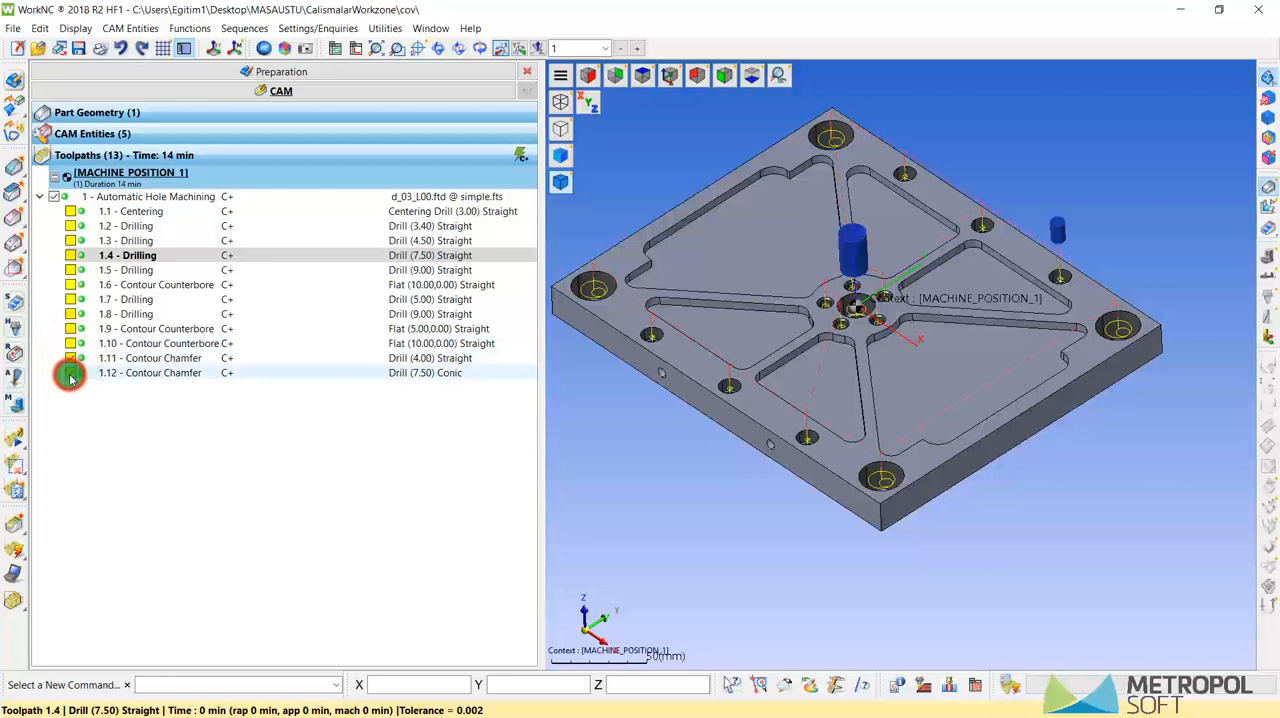 WorkNC ® 2018 R2 HF1 - C:\Users\Egitim1\Desktop\MASAUSTU\CalismalarWorkzone\cov\
File Edit Display CAM Entities Functions Sequences Settings/Enquiries Utilities Window Help
1
Preparation
CAM
Part Geometry (1)
CAM Entities (5)
Toolpaths (13) - Time: 14 min
[MACHINE_POSITION_1]
(1) Duration 14 min
1 - Automatic Hole Machining C+ d_03_L00.ftd @ simple.fts
1.1 - Centering C+ Centering Drill (3.00) Straight
1.2 - Drilling C+ Drill (3.40) Straight
1.3 - Drilling C+ Drill (4.50) Straight
1.4 - Drilling C+ Drill (7.50) Straight
1.5 - Drilling C+ Drill (9.00) Straight
1.6 - Contour Counterbore C+ Flat (10.00,0.00) Straight
1.7 - Drilling C+ Drill (5.00) Straight
1.8 - Drilling C+ Drill (9.00) Straight
1.9 - Contour Counterbore C+ Flat (5.00,0.00) Straight
1.10 - Contour Counterbore C+ Flat (10.00,0.00) Straight
1.11 - Contour Chamfer C+ Drill (4.00) Straight
1.12 - Contour Chamfer C+ Drill (7.50) Conic
X Y Z
Context : [MACHINE_POSITION_1]
X
Z
Y
X
Context : [MACHINE_POSITION_1]
50(mm)
Select a New Command... X Y Z
METROPOL
SOFT
Toolpath 1.4 | Drill (7.50) Straight | Time : 0 min (rap 0 min, app 0 min, mach 0 min) |Tolerance = 0.002